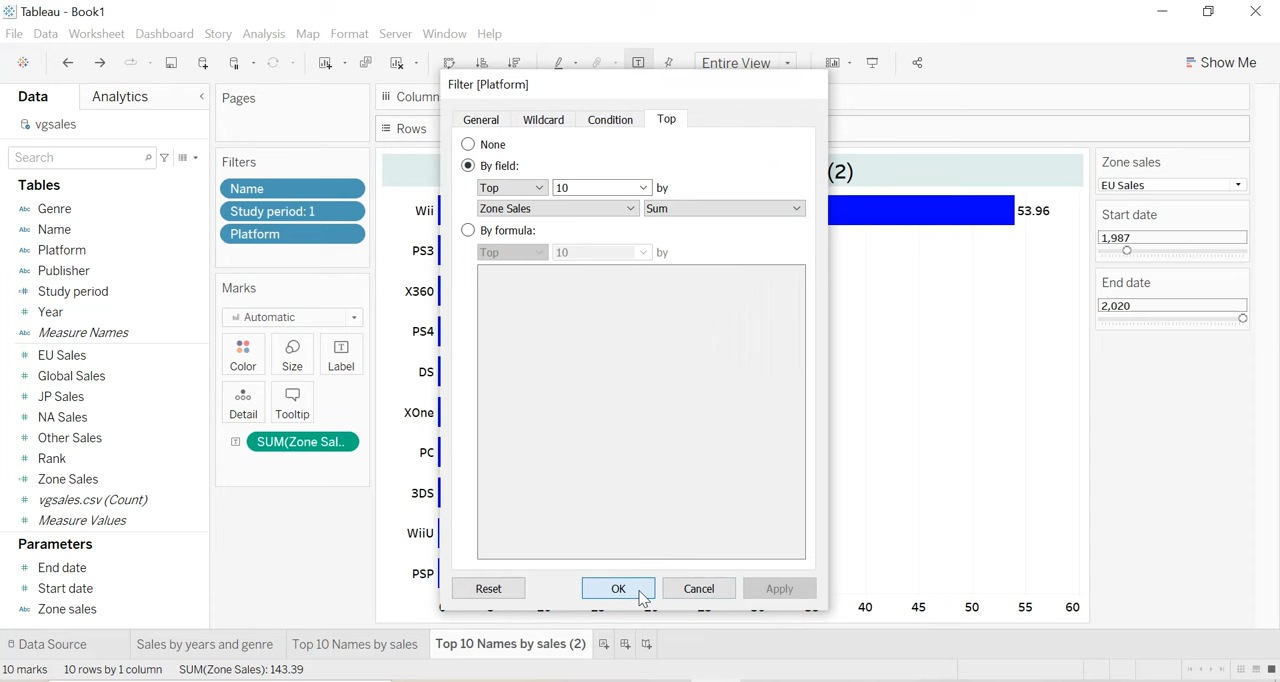 Tableau - Book1
File Data Worksheet Dashboard Story Analysis Map Format Server Window Help
Entire View
Show Me
Data Analytics
vgsales
Search
Tables
Abc Genre
Abc Name
Abc Platform
Abc Publisher
Study period
# Year
Abc Measure Names
# EU Sales
# Global Sales
# JP Sales
# NA Sales
# Other Sales
# Rank
Zone Sales
# vgsales.csv (Count)
# Measure Values
Parameters
# End date
# Start date
Abc Zone sales
Pages
Filters
Name
Study period: 1
Platform
Marks
Automatic
Color Size Label
Detail Tooltip
SUM(Zone Sal..
Column
Rows
(2)
Wii 53.96
PS3
X360
PS4
DS
XOne
PC
3DS
WiiU
PSP
40 45 50 55 60
Filter [Platform]
General Wildcard Condition Top
None
By field:
Top 10 by
Zone Sales Sum
By formula:
Top 10 by
Reset OK Cancel Apply
Zone sales
EU Sales
Start date
1,987
End date
2,020
Data Source Sales by years and genre Top 10 Names by sales Top 10 Names by sales (2)
10 marks 10 rows by 1 column SUM(Zone Sales): 143.39